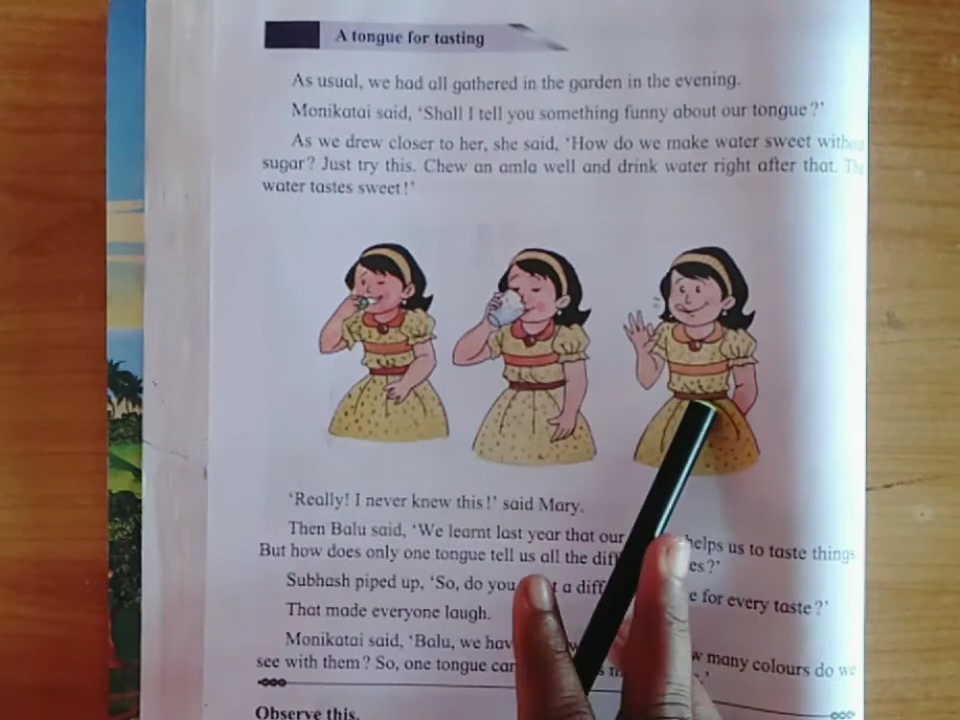 A tongue for tasting
As usual, we had all gathered in the garden in the evening.
Monikatai said, ‘Shall I tell you something funny about our tongue?’
As we drew closer to her, she said, ‘How do we make water sweet
sugar? Just try this. Chew an amla well and drink water right after that. The
water tastes sweet!’
‘Really! I never knew this!’ said Mary.
Then Balu said, ‘We learnt last year that our helps us to taste things
But how does only one tongue tell us all the
Subhash piped up, ‘So, do you a for every taste?’
That made everyone laugh.
Monikatai said, ‘Balu, we many colours do we
see with them? So, one tongue
Observe this.